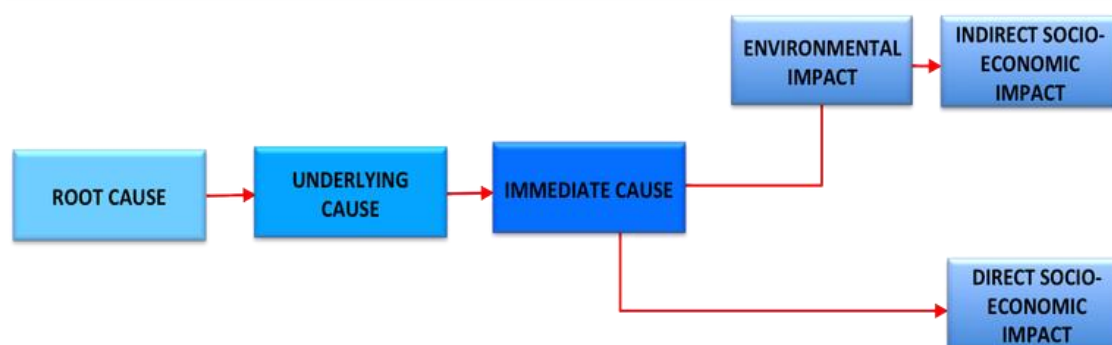 ROOT CAUSE
UNDERLYING
CAUSE
IMMEDIATE CAUSE
ENVIRONMENTAL
IMPACT
INDIRECT SOCIO-
ECONOMIC
IMPACT
DIRECT SOCIO-
ECONOMIC
IMPACT